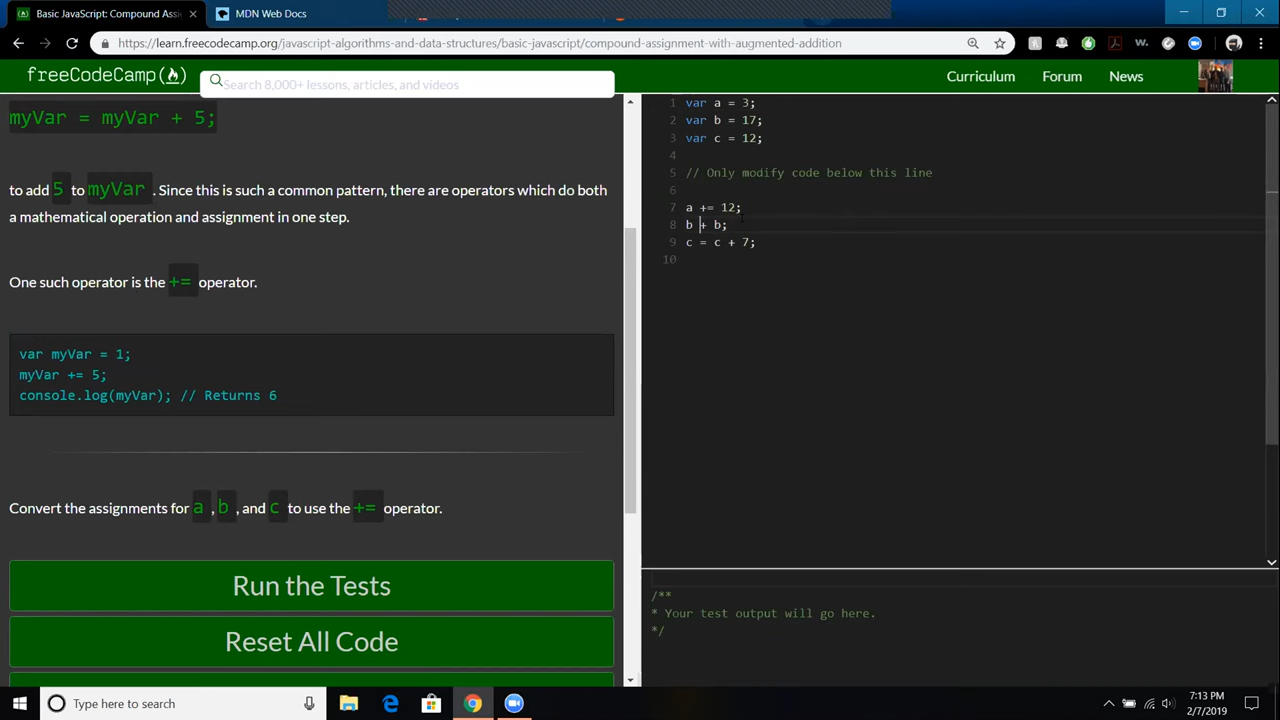 Basic JavaScript: Compound Assi
MDN Web Docs
https://learn.freecodecamp.org/javascript-algorithms-and-data-structures/basic-javascript/compound-assignment-with-augmented-addition
freeCodeCamp
Search 8,000+ lessons, articles, and videos
Curriculum
Forum
News
myVar = myVar + 5;
to add 5 to myVar . Since this is such a common pattern, there are operators which do both
a mathematical operation and assignment in one step.
One such operator is the += operator.
var myVar = 1;
myVar += 5;
console.log(myVar); // Returns 6
Convert the assignments for a , b , and c to use the += operator.
Run the Tests
Reset All Code
1 var a = 3;
2 var b = 17;
3 var c = 12;
4
5 // Only modify code below this line
6
7 a += 12;
8 b + b;
9 c = c + 7;
10
/**
* Your test output will go here.
*/
Type here to search
7:13 PM
2/7/2019